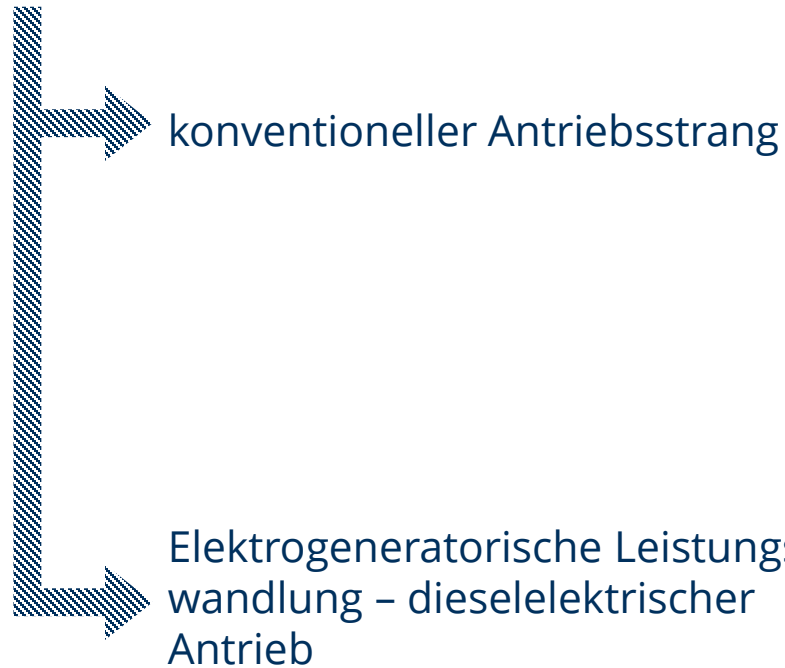 konventioneller Antriebsstrang
Elektrogeneratorische Leistungs
wandlung – dieselelektrischer
Antrieb